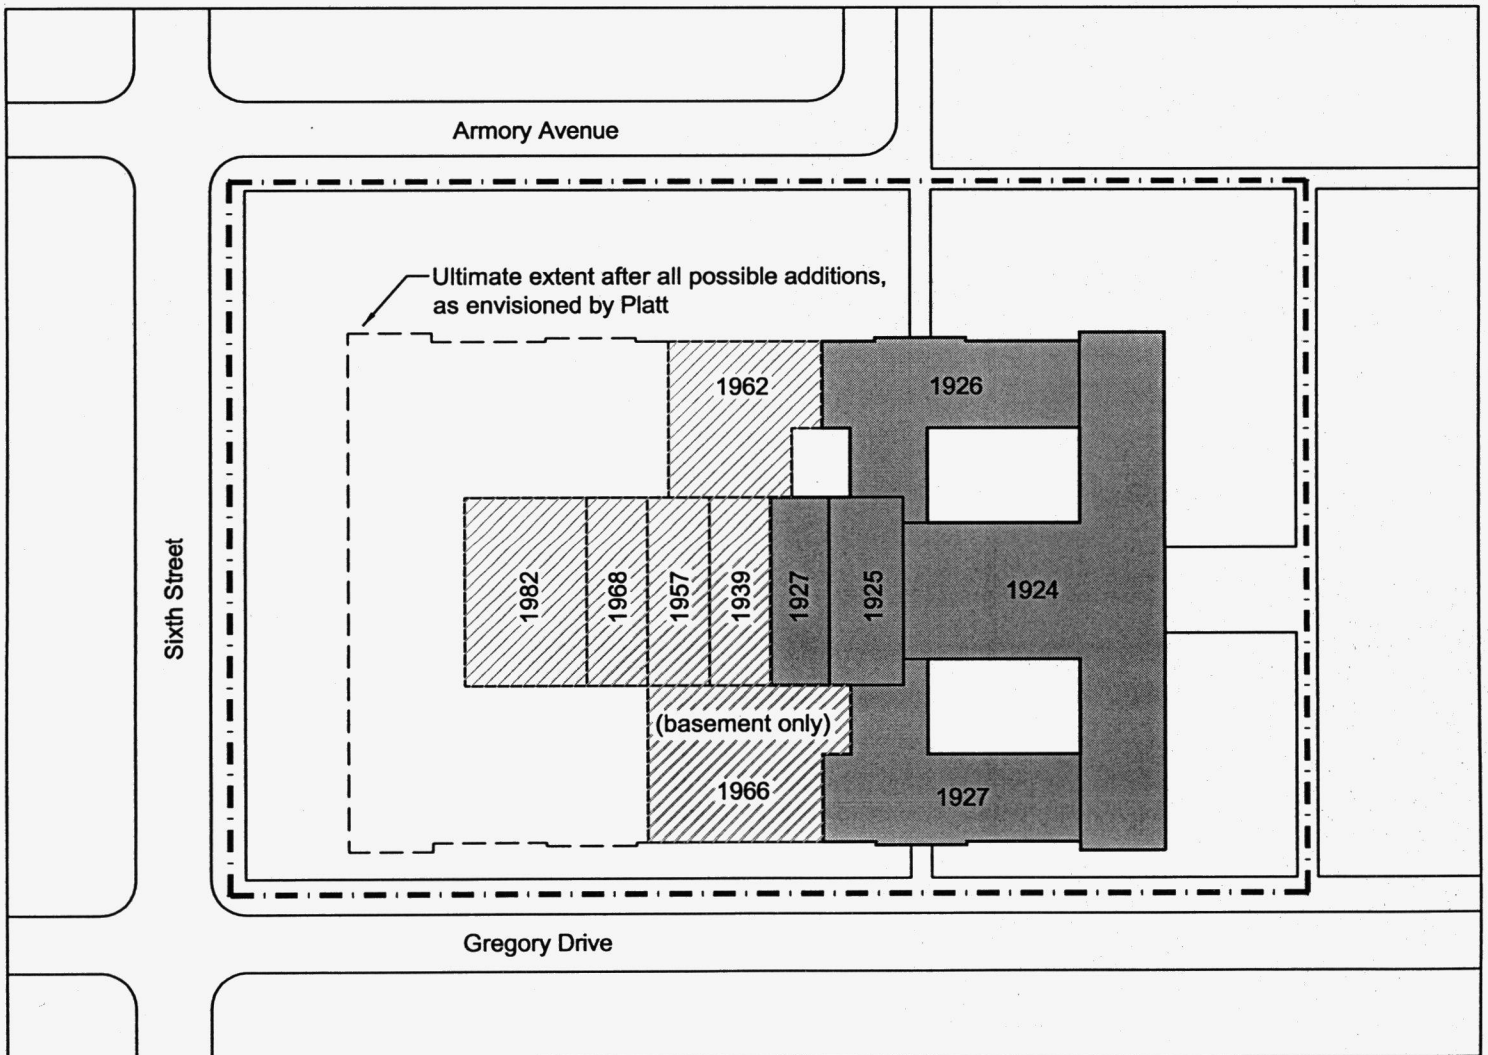 Armory Avenue
Ultimate extent after all possible additions,
as envisioned by Platt
1962
1926
Sixth Street
1982
1968
1957
1939
1927
1925
1924
(basement only)
1966
1927
Gregory Drive